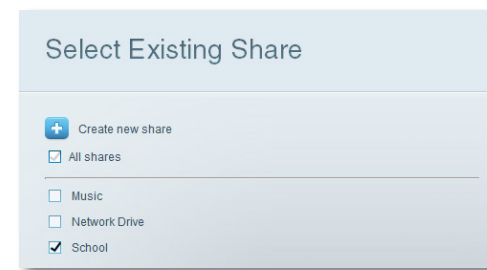 Select Existing Share
Create new share
All shares
Music
Network Drive
School